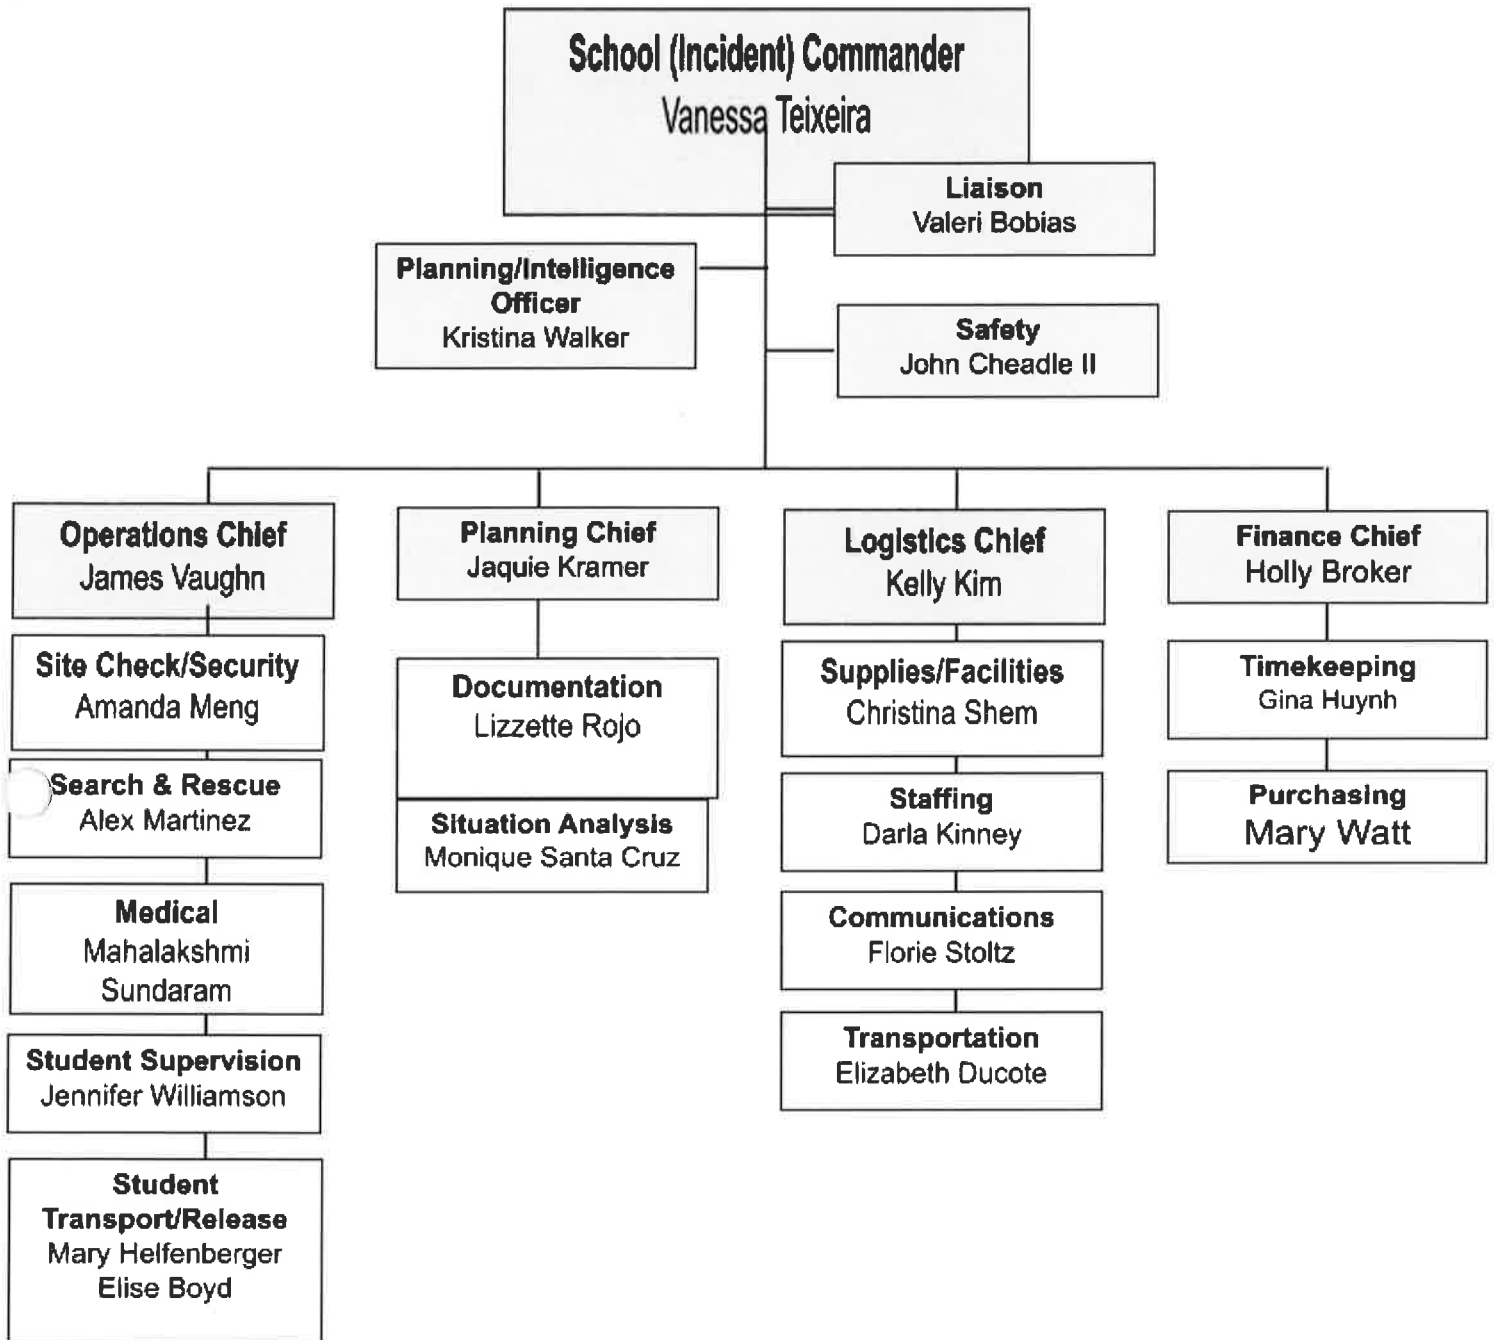 School (Incident) Commander
Vanessa Teixeira
Liaison
Valeri Bobias
Planning/Intelligence
Officer
Kristina Walker
Safety
John Cheadle II
Operations Chief
James Vaughn
Site Check/Security
Amanda Meng
Search & Rescue
Alex Martinez
Medical
Mahalakshmi
Sundaram
Student Supervision
Jennifer Williamson
Student
Transport/Release
Mary Helfenberger
Elise Boyd
Planning Chief
Jaquie Kramer
Documentation
Lizzette Rojo
Situation Analysis
Monique Santa Cruz
Logistics Chief
Kelly Kim
Supplies/Facilities
Christina Shem
Staffing
Darla Kinney
Communications
Florie Stoltz
Transportation
Elizabeth Ducote
Finance Chief
Holly Broker
Timekeeping
Gina Huynh
Purchasing
Mary Watt